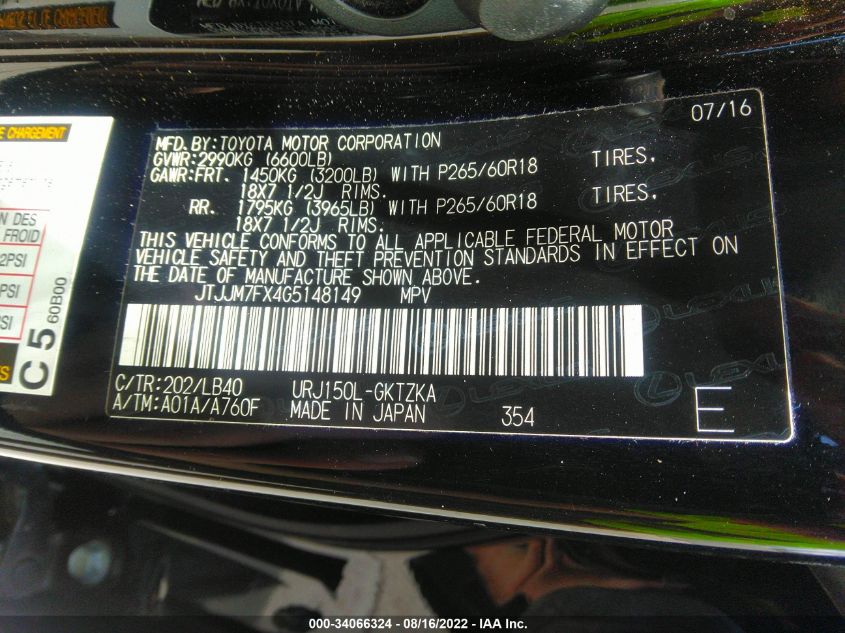 07/16
MFD.BY:TOYOTA MOTOR CORPORATION
GVWR:2990KG (6600LB)
GAWR:FRT. 1450KG (3200LB) WITH P265/60R18 TIRES,
18X7 1/2J RIMS.
RR. 1795KG (3965LB) WITH P265/60R18 TIRES,
18X7 1/2J RIMS.
THIS VEHICLE CONFORMS TO ALL APPLICABLE FEDERAL MOTOR
VEHICLE SAFETY AND THEFT PREVENTION STANDARDS IN EFFECT ON
THE DATE OF MANUFACTURE SHOWN ABOVE.
JTJJM7FX4G5148149 MPV
C/TR:202/LB40 URJ150L-GKTZKA
A/TM:A01A/A760F MADE IN JAPAN 354 E
CHARGEMENT
DES
FROID
PSI
C5 60B00
LEXUS
000-34066324 - 08/16/2022 - IAA Inc.